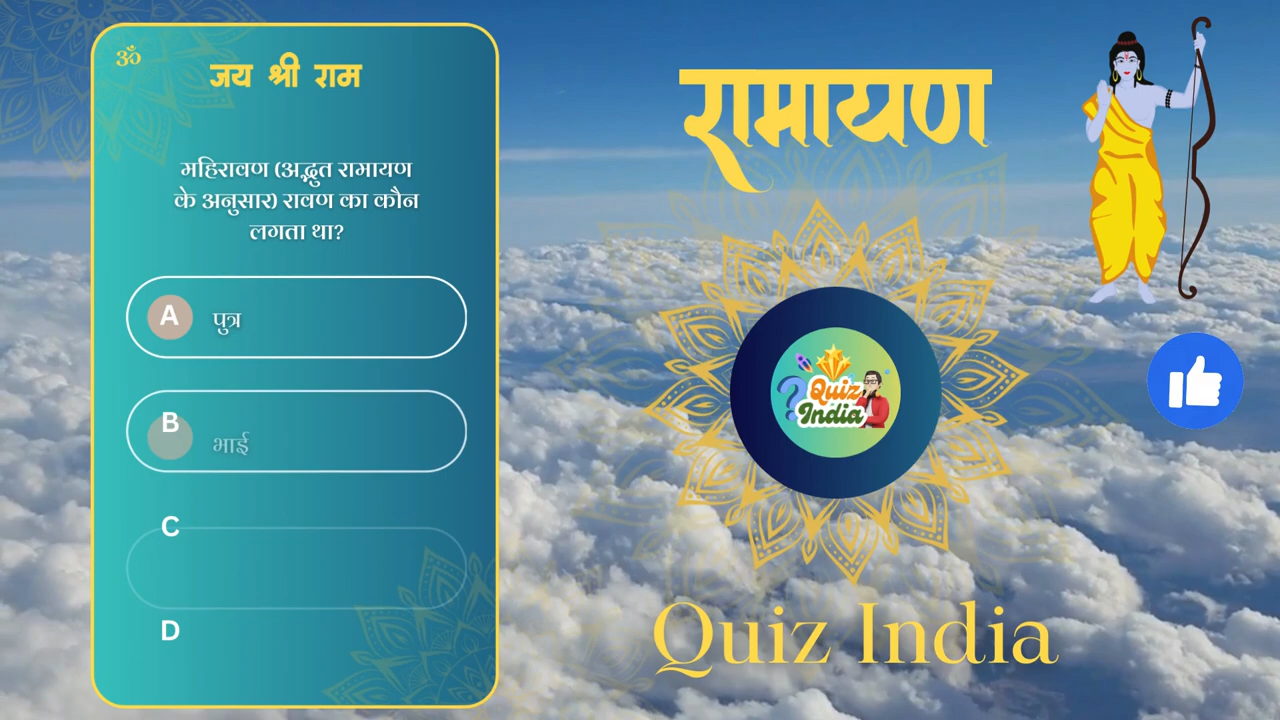 ॐ
जय श्री राम
महिरावण (अद्भुत रामायण
के अनुसार) रावण का कौन
लगता था?
A पुत्र
B भाई
C
D
रामायण
Quiz
India
Quiz India